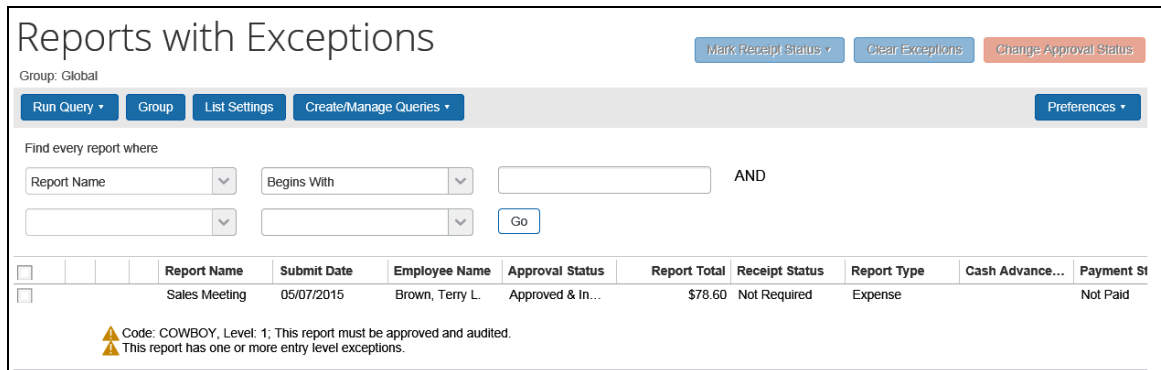 Reports with Exceptions
Mark Receipt Status Clear Exceptions Change Approval Status
Group: Global
Run Query Group List Settings Create/Manage Queries Preferences
Find every report where
Report Name Begins With AND
Go
Report Name Submit Date Employee Name Approval Status Report Total Receipt Status Report Type Cash Advance... Payment St
Sales Meeting 05/07/2015 Brown, Terry L. Approved & In... $78.60 Not Required Expense Not Paid
Code: COWBOY, Level: 1; This report must be approved and audited.
This report has one or more entry level exceptions.